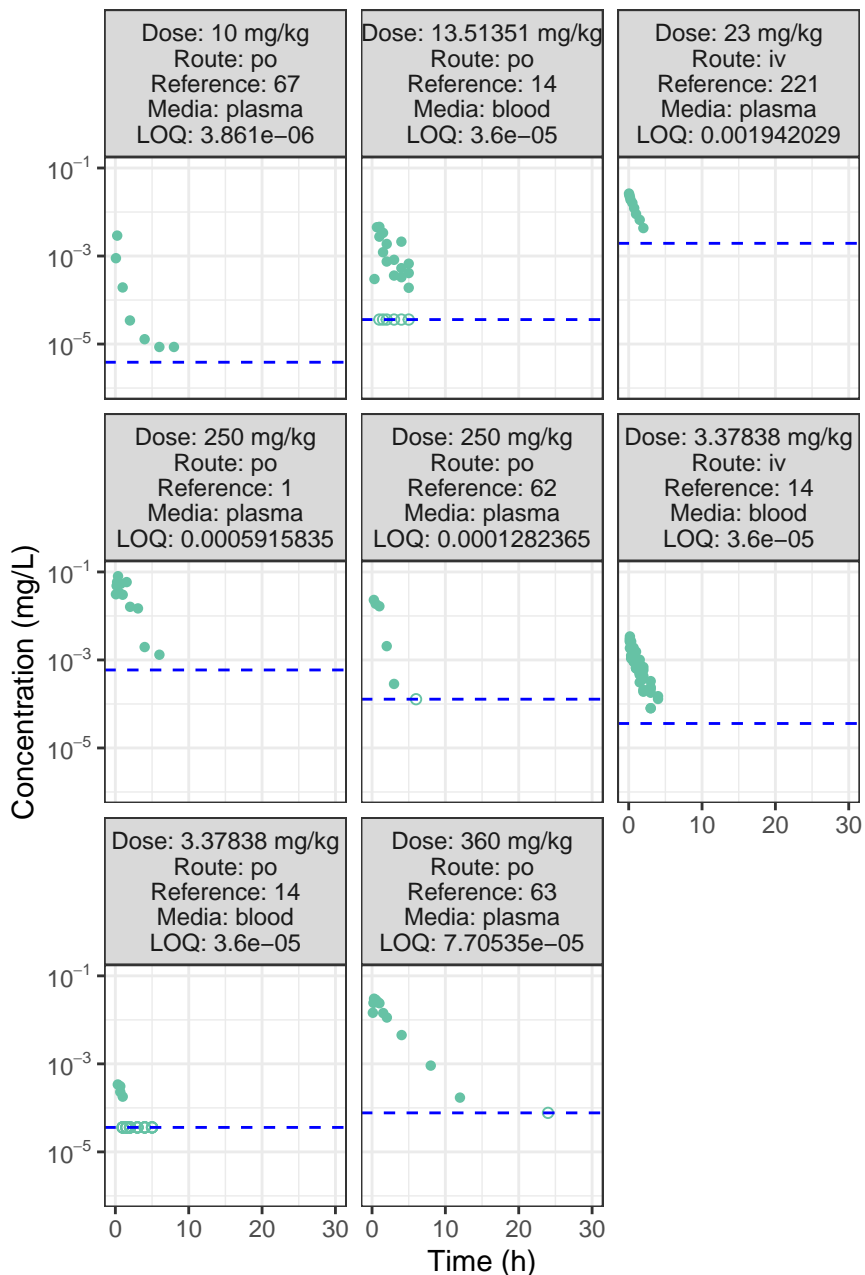 Dose: 10 mg/kg
Route: po
Reference: 67
Media: plasma
LOQ: 3.861e−06
Dose: 13.51351 mg/kg
Route: po
Reference: 14
Media: blood
LOQ: 3.6e−05
Dose: 23 mg/kg
Route: iv
Reference: 221
Media: plasma
LOQ: 0.001942029
10−1
10−3
10−5
Dose: 250 mg/kg
Route: po
Reference: 1
Media: plasma
LOQ: 0.0005915835
Dose: 250 mg/kg
Route: po
Reference: 62
Media: plasma
LOQ: 0.0001282365
Dose: 3.37838 mg/kg
Route: iv
Reference: 14
Media: blood
LOQ: 3.6e−05
Concentration (mg/L)
10−1
10−3
10−5
0 10 20 30
Dose: 3.37838 mg/kg
Route: po
Reference: 14
Media: blood
LOQ: 3.6e−05
Dose: 360 mg/kg
Route: po
Reference: 63
Media: plasma
LOQ: 7.70535e−05
10−1
10−3
10−5
0 10 20 30
0 10 20 30
Time (h)